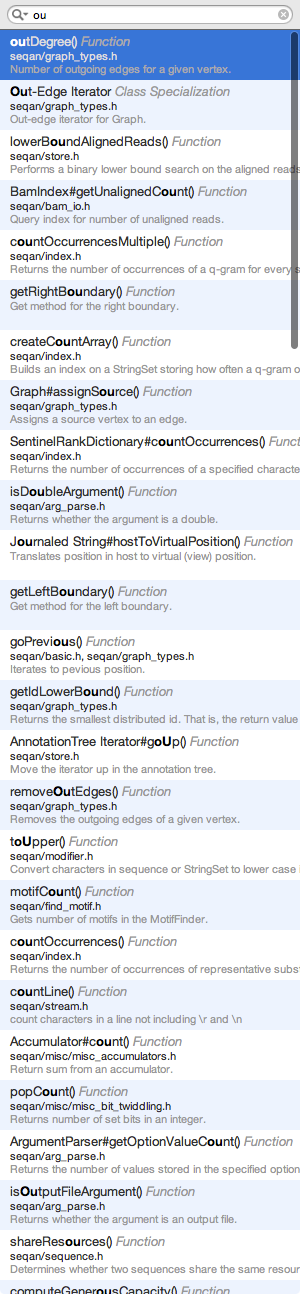 ou
outDegree() Function
seqan/graph_types.h
Number of outgoing edges for a given vertex.
Out-Edge Iterator Class Specialization
seqan/graph_types.h
Out-edge iterator for Graph.
lowerBoundAlignedReads() Function
seqan/store.h
Performs a binary lower bound search on the aligned reads
BamIndex#getUnalignedCount() Function
seqan/bam_io.h
Query index for number of unaligned reads.
countOccurrencesMultiple() Function
seqan/index.h
Returns the number of occurrences of a q-gram for every s
getRightBoundary() Function
Get method for the right boundary.
createCountArray() Function
seqan/index.h
Builds an index on a StringSet storing how often a q-gram o
Graph#assignSource() Function
seqan/graph_types.h
Assigns a source vertex to an edge.
SentinelRankDictionary#countOccurrences() Funct
seqan/index.h
Returns the number of occurrences of a specified characte
isDoubleArgument() Function
seqan/arg_parse.h
Returns whether the argument is a double.
Journaled String#hostToVirtualPosition() Function
Translates position in host to virtual (view) position.
getLeftBoundary() Function
Get method for the left boundary.
goPrevious() Function
seqan/basic.h, seqan/graph_types.h
Iterates to pevious position.
getIdLowerBound() Function
seqan/graph_types.h
Returns the smallest distributed id. That is, the return value
AnnotationTree Iterator#goUp() Function
seqan/store.h
Move the iterator up in the annotation tree.
removeOutEdges() Function
seqan/graph_types.h
Removes the outgoing edges of a given vertex.
toUpper() Function
seqan/modifier.h
Convert characters in sequence or StringSet to lower case
motifCount() Function
seqan/find_motif.h
Gets number of motifs in the MotifFinder.
countOccurrences() Function
seqan/index.h
Returns the number of occurrences of representative subst
countLine() Function
seqan/stream.h
count characters in a line not including \r and \n
Accumulator#count() Function
seqan/misc/misc_accumulators.h
Return sum from an accumulator.
popCount() Function
seqan/misc/misc_bit_twiddling.h
Returns number of set bits in an integer.
ArgumentParser#getOptionValueCount() Function
seqan/arg_parse.h
Returns the number of values stored in the specified option
isOutputFileArgument() Function
seqan/arg_parse.h
Returns whether the argument is an output file.
shareResources() Function
seqan/sequence.h
Determines whether two sequences share the same resour
computeGenerousCapacity() Function